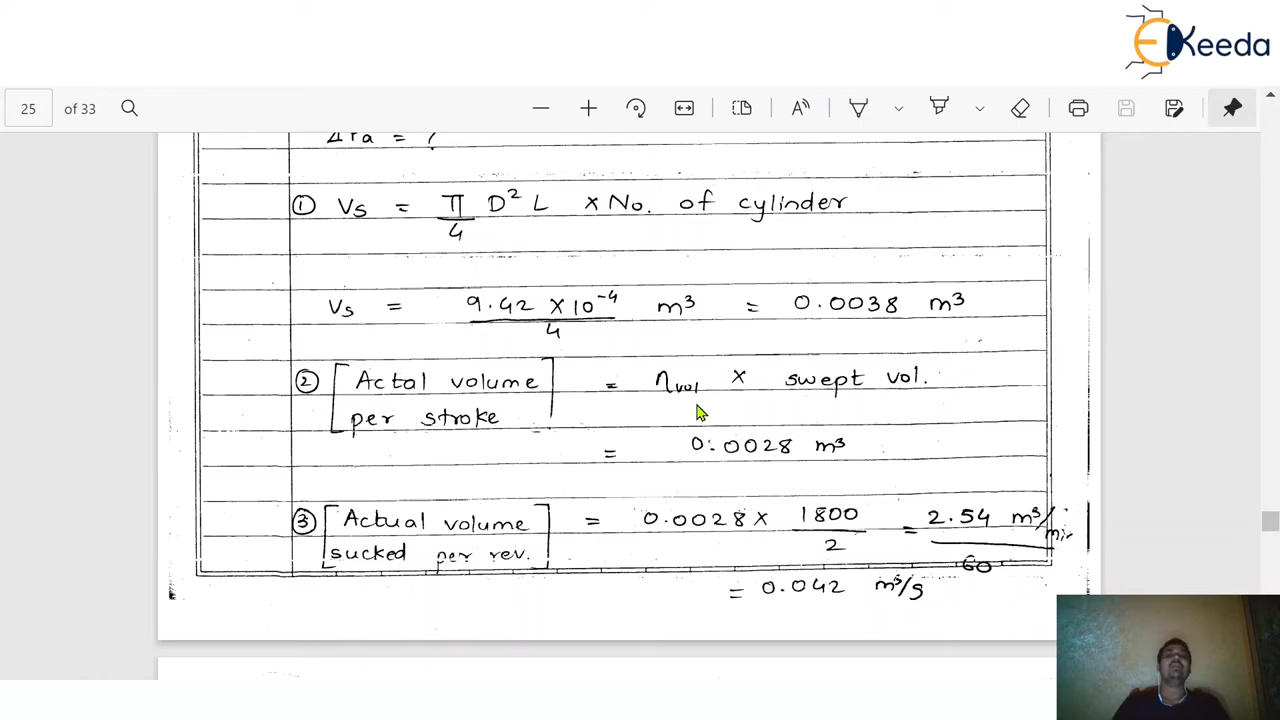 EKeeda
25 of 33
ΔPa = ?
① Vs = π/4 D² L × No. of cylinder
Vs = 9.42 × 10⁻⁴ / 4 m³ = 0.0038 m³
② [Actal volume per stroke] = ηvol × swept vol.
= 0.0028 m³
③ [Actual volume sucked per rev.] = 0.0028 × 1800/2 = 2.54 m³/min / 60
= 0.042 m³/s